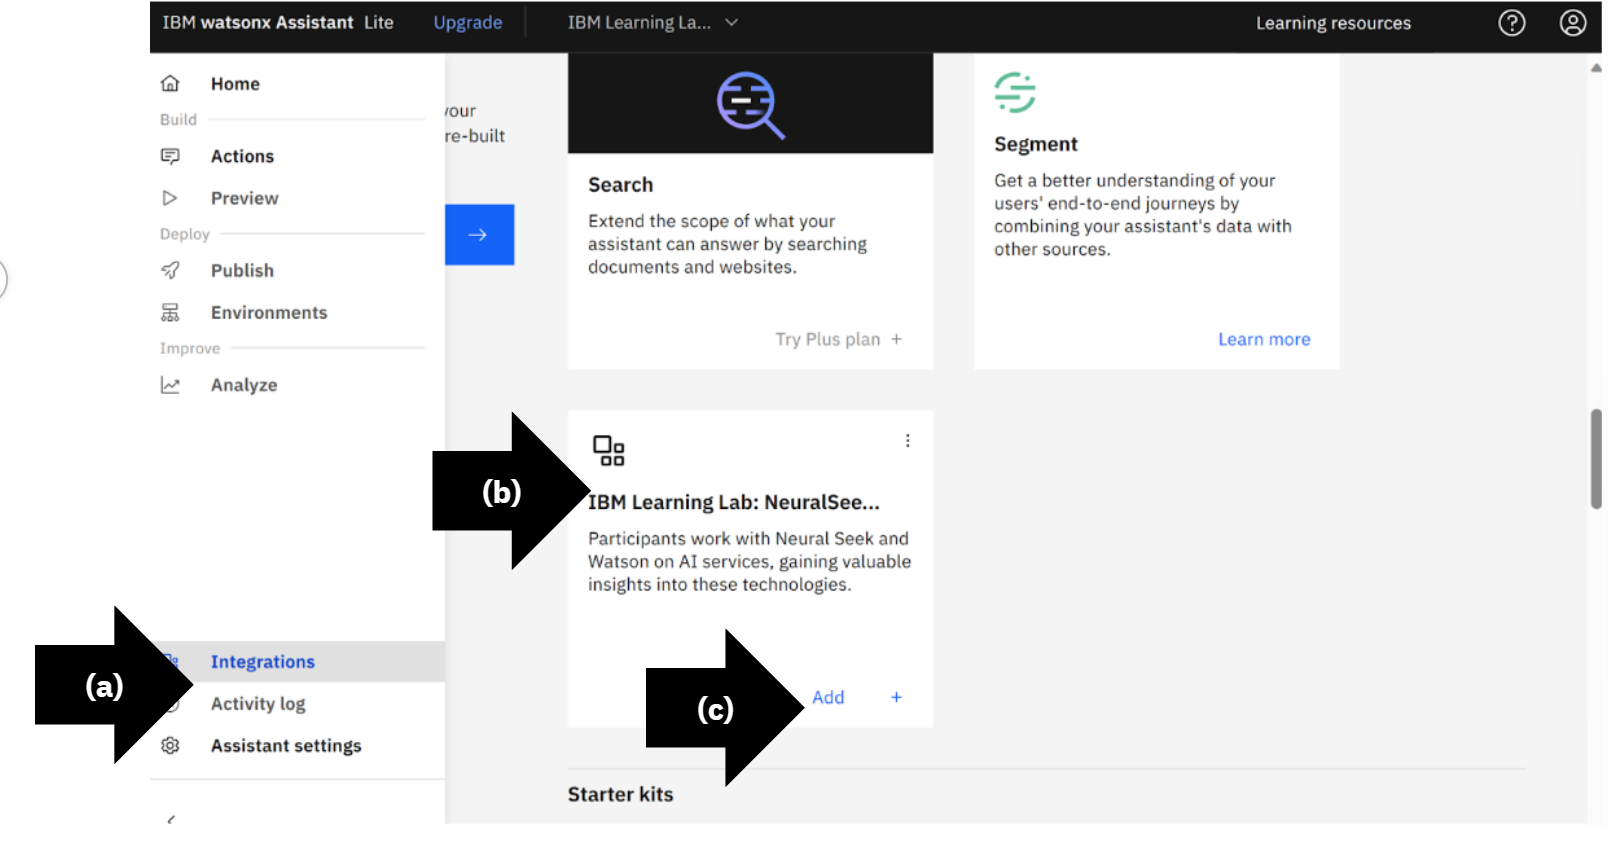 IBM watsonx Assistant Lite Upgrade IBM Learning La... Learning resources
Home
Build
Actions
Preview
Deploy
Publish
Environments
Improve
Analyze
(a)
Integrations
Activity log
Assistant settings
your
re-built
Search
Extend the scope of what your
assistant can answer by searching
documents and websites.
Try Plus plan +
Segment
Get a better understanding of your
users' end-to-end journeys by
combining your assistant's data with
other sources.
Learn more
(b)
IBM Learning Lab: NeuralSee...
Participants work with Neural Seek and
Watson on AI services, gaining valuable
insights into these technologies.
(c)
Add +
Starter kits